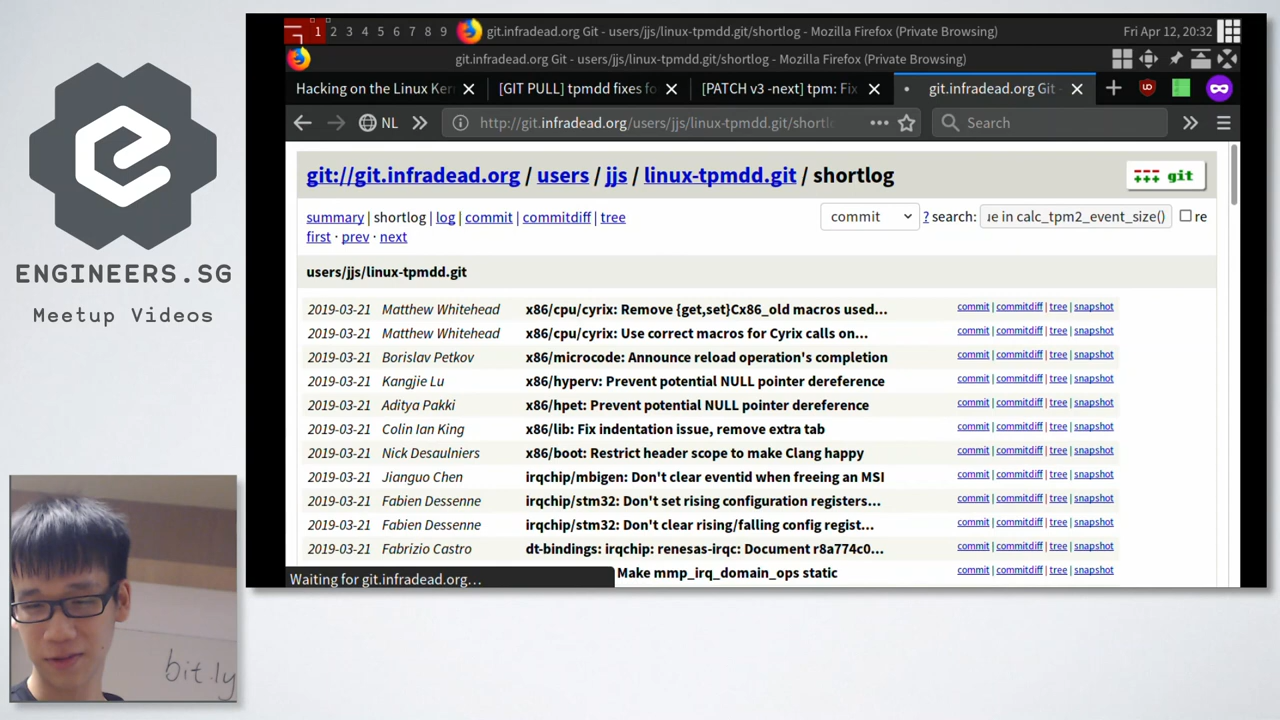 ENGINEERS.SG
Meetup Videos
1 2 3 4 5 6 7 8 9 git.infradead.org Git - users/jjs/linux-tpmdd.git/shortlog - Mozilla Firefox (Private Browsing) Fri Apr 12, 20:32
git.infradead.org Git - users/jjs/linux-tpmdd.git/shortlog - Mozilla Firefox (Private Browsing)
Hacking on the Linux Ker [GIT PULL] tpmdd fixes fo [PATCH v3 -next] tpm: Fix git.infradead.org Git -
NL http://git.infradead.org/users/jjs/linux-tpmdd.git/shortl Search
git://git.infradead.org / users / jjs / linux-tpmdd.git / shortlog git
summary | shortlog | log | commit | commitdiff | tree commit ? search: ue in calc_tpm2_event_size() re
first · prev · next
users/jjs/linux-tpmdd.git
2019-03-21 Matthew Whitehead x86/cpu/cyrix: Remove {get,set}Cx86_old macros used... commit | commitdiff | tree | snapshot
2019-03-21 Matthew Whitehead x86/cpu/cyrix: Use correct macros for Cyrix calls on... commit | commitdiff | tree | snapshot
2019-03-21 Borislav Petkov x86/microcode: Announce reload operation's completion commit | commitdiff | tree | snapshot
2019-03-21 Kangjie Lu x86/hyperv: Prevent potential NULL pointer dereference commit | commitdiff | tree | snapshot
2019-03-21 Aditya Pakki x86/hpet: Prevent potential NULL pointer dereference commit | commitdiff | tree | snapshot
2019-03-21 Colin Ian King x86/lib: Fix indentation issue, remove extra tab commit | commitdiff | tree | snapshot
2019-03-21 Nick Desaulniers x86/boot: Restrict header scope to make Clang happy commit | commitdiff | tree | snapshot
2019-03-21 Jianguo Chen irqchip/mbigen: Don't clear eventid when freeing an MSI commit | commitdiff | tree | snapshot
2019-03-21 Fabien Dessenne irqchip/stm32: Don't set rising configuration registers... commit | commitdiff | tree | snapshot
2019-03-21 Fabien Dessenne irqchip/stm32: Don't clear rising/falling config regist... commit | commitdiff | tree | snapshot
2019-03-21 Fabrizio Castro dt-bindings: irqchip: renesas-irqc: Document r8a774c0... commit | commitdiff | tree | snapshot
Waiting for git.infradead.org... Make mmp_irq_domain_ops static commit | commitdiff | tree | snapshot
bit.ly